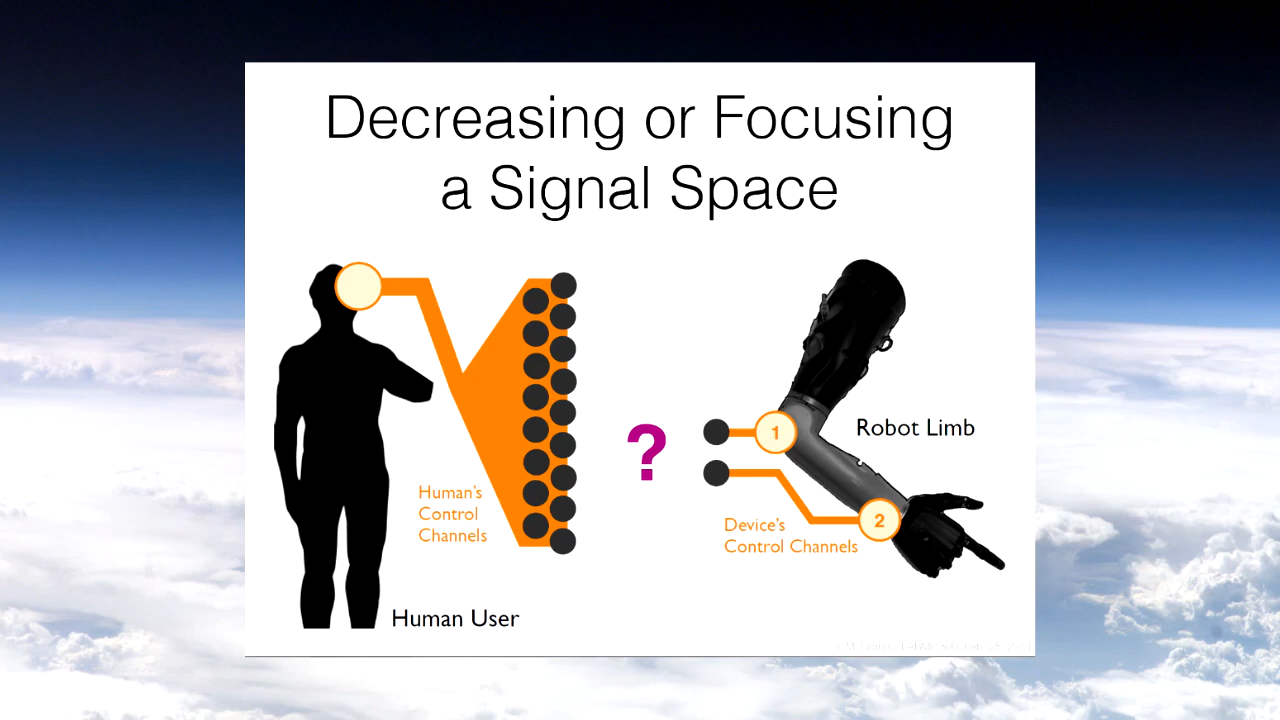 Decreasing or Focusing
a Signal Space
?
1
Robot Limb
Human's
Control
Channels
Device's
Control Channels
2
Human User